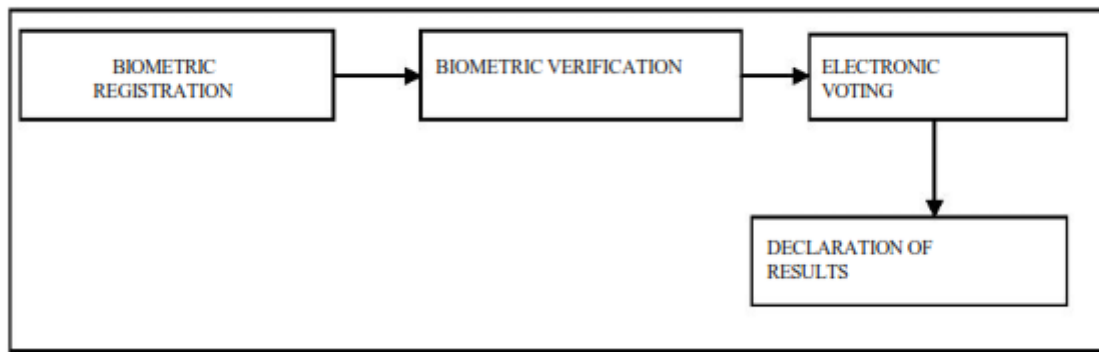 BIOMETRIC
REGISTRATION
BIOMETRIC VERIFICATION
ELECTRONIC
VOTING
DECLARATION OF
RESULTS